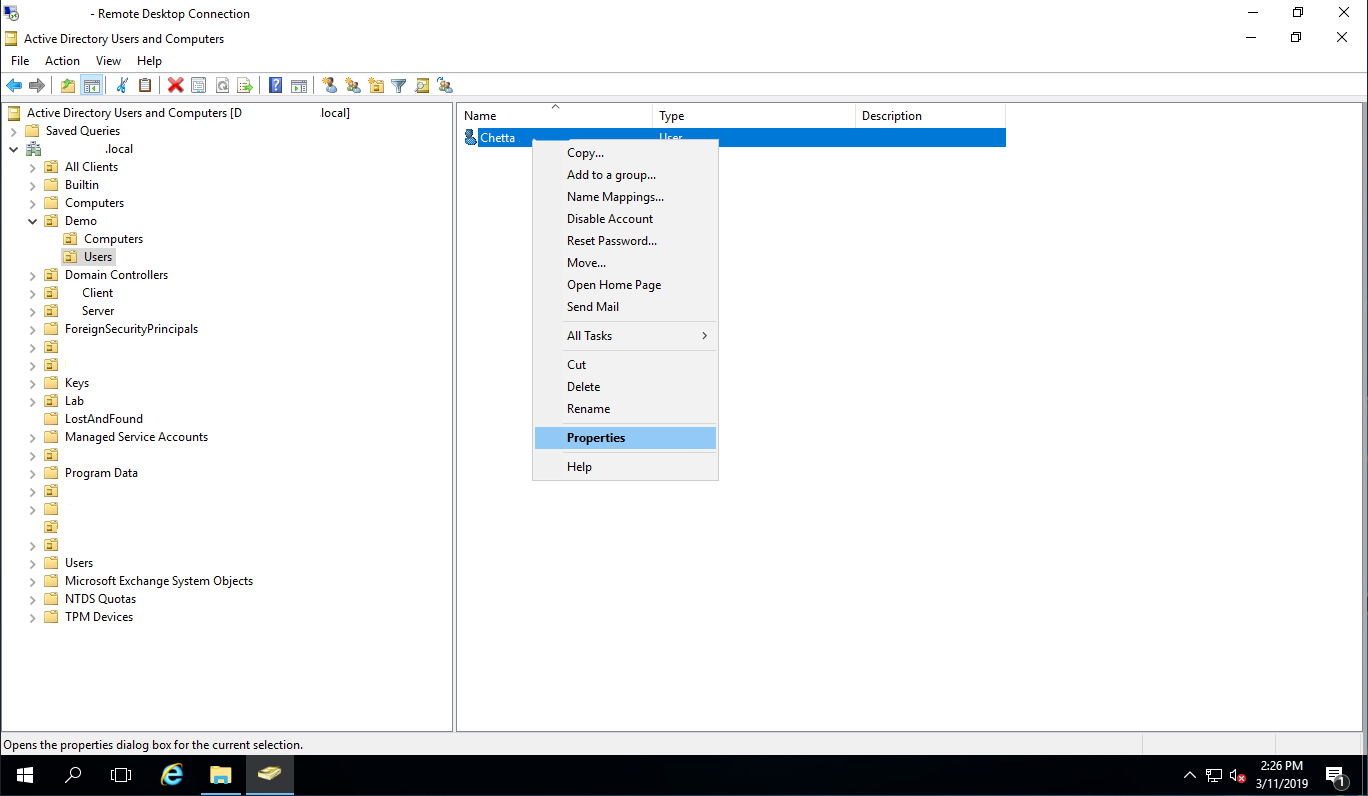 - Remote Desktop Connection
Active Directory Users and Computers
File Action View Help
Active Directory Users and Computers [D local]
Saved Queries
.local
All Clients
Builtin
Computers
Demo
Computers
Users
Domain Controllers
Client
Server
ForeignSecurityPrincipals
Keys
Lab
LostAndFound
Managed Service Accounts
Program Data
Users
Microsoft Exchange System Objects
NTDS Quotas
TPM Devices
Name Type Description
Chetta User
Copy...
Add to a group...
Name Mappings...
Disable Account
Reset Password...
Move...
Open Home Page
Send Mail
All Tasks
Cut
Delete
Rename
Properties
Help
Opens the properties dialog box for the current selection.
2:26 PM
3/11/2019
1